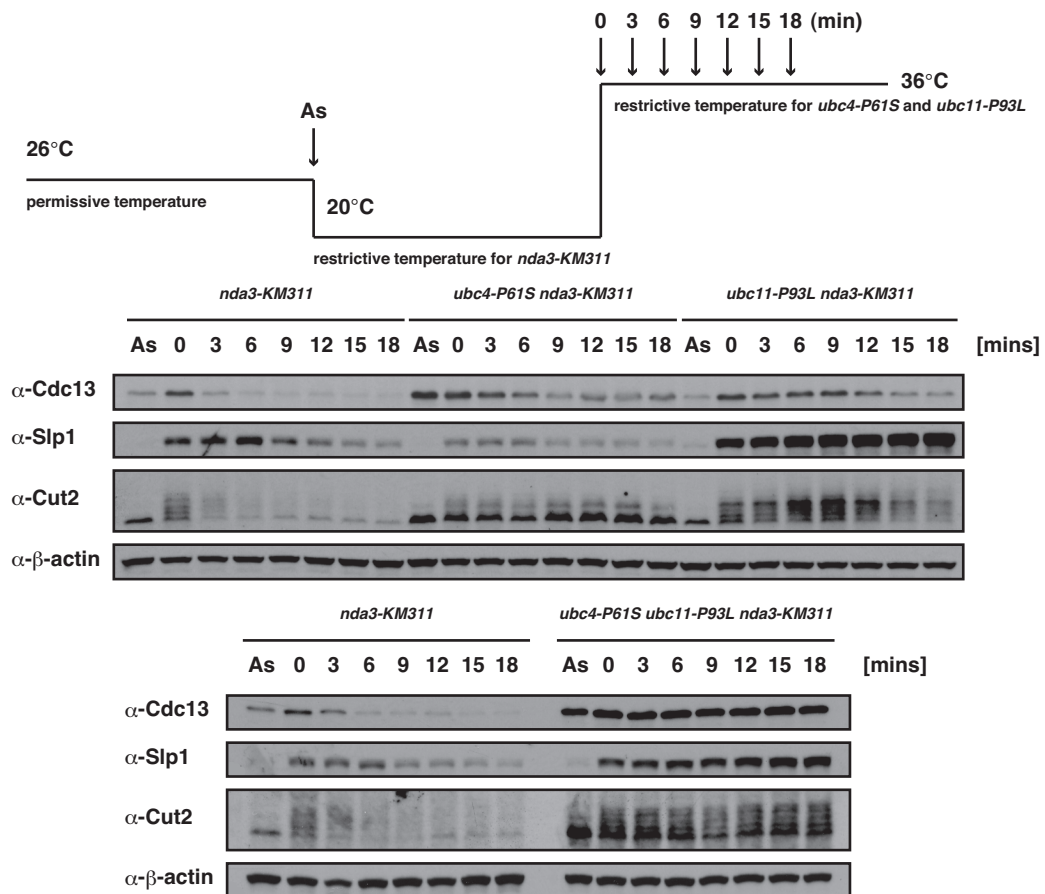 0 3 6 9 12 15 18 (min)
36°C
restrictive temperature for ubc4-P61S and ubc11-P93L
As
26°C
permissive temperature
20°C
restrictive temperature for nda3-KM311
nda3-KM311 ubc4-P61S nda3-KM311 ubc11-P93L nda3-KM311
As 0 3 6 9 12 15 18 As 0 3 6 9 12 15 18 As 0 3 6 9 12 15 18 [mins]
α-Cdc13
α-Slp1
α-Cut2
α-β-actin
nda3-KM311 ubc4-P61S ubc11-P93L nda3-KM311
As 0 3 6 9 12 15 18 As 0 3 6 9 12 15 18 [mins]
α-Cdc13
α-Slp1
α-Cut2
α-β-actin